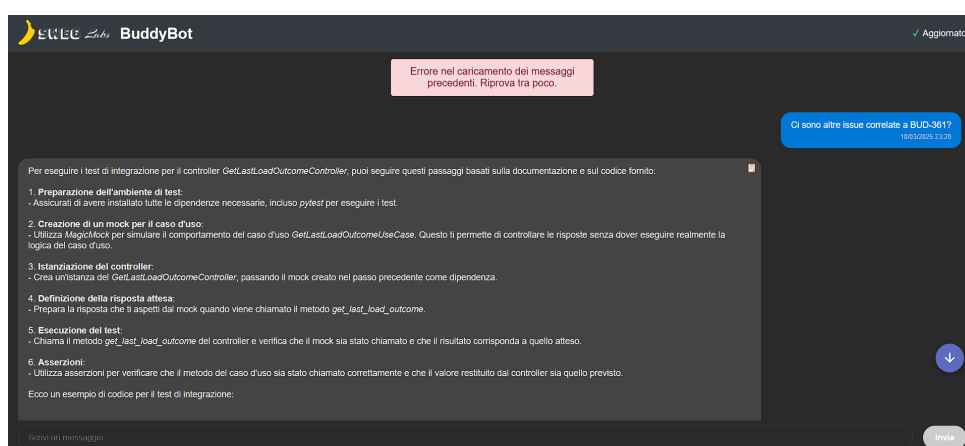 SWEG Labs BuddyBot
✓ Aggiornato
Errore nel caricamento dei messaggi
precedenti. Riprova tra poco.
Ci sono altre issue correlate a BUD-361?
10/03/2025 23:20
Per eseguire i test di integrazione per il controller GetLastLoadOutcomeController, puoi seguire questi passaggi basati sulla documentazione e sul codice fornito:
1. Preparazione dell'ambiente di test:
- Assicurati di avere installato tutte le dipendenze necessarie, incluso pytest per eseguire i test.
2. Creazione di un mock per il caso d'uso:
- Utilizza MagicMock per simulare il comportamento del caso d'uso GetLastLoadOutcomeUseCase. Questo ti permette di controllare le risposte senza dover eseguire realmente la
logica del caso d'uso.
3. Istanziazione del controller:
- Crea un'istanza del GetLastLoadOutcomeController, passando il mock creato nel passo precedente come dipendenza.
4. Definizione della risposta attesa:
- Prepara la risposta che ti aspetti dal mock quando viene chiamato il metodo get_last_load_outcome.
5. Esecuzione del test:
- Chiama il metodo get_last_load_outcome del controller e verifica che il mock sia stato chiamato e che il risultato corrisponda a quello atteso.
6. Asserzioni:
- Utilizza asserzioni per verificare che il metodo del caso d'uso sia stato chiamato correttamente e che il valore restituito dal controller sia quello previsto.
Ecco un esempio di codice per il test di integrazione:
Scrivi un messaggio
Invia